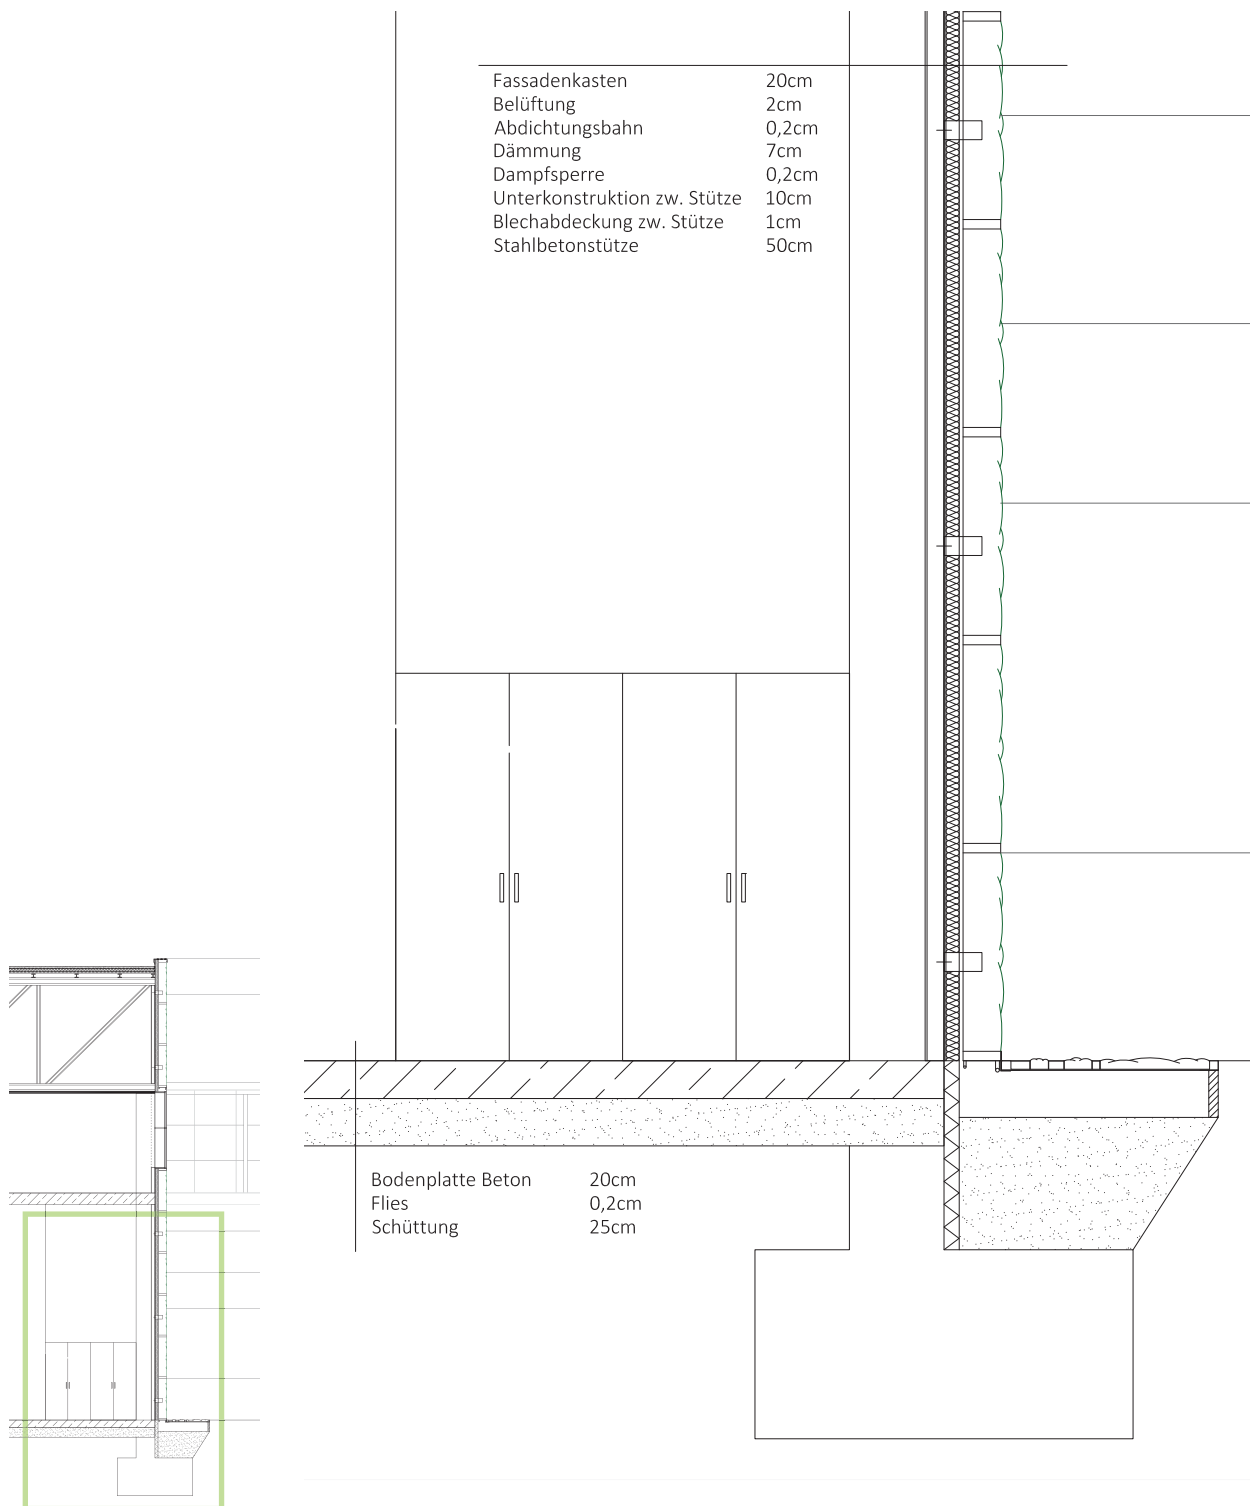 Fassadenkasten 20cm
Belüftung 2cm
Abdichtungsbahn 0,2cm
Dämmung 7cm
Dampfsperre 0,2cm
Unterkonstruktion zw. Stütze 10cm
Blechabdeckung zw. Stütze 1cm
Stahlbetonstütze 50cm
Bodenplatte Beton 20cm
Flies 0,2cm
Schüttung 25cm